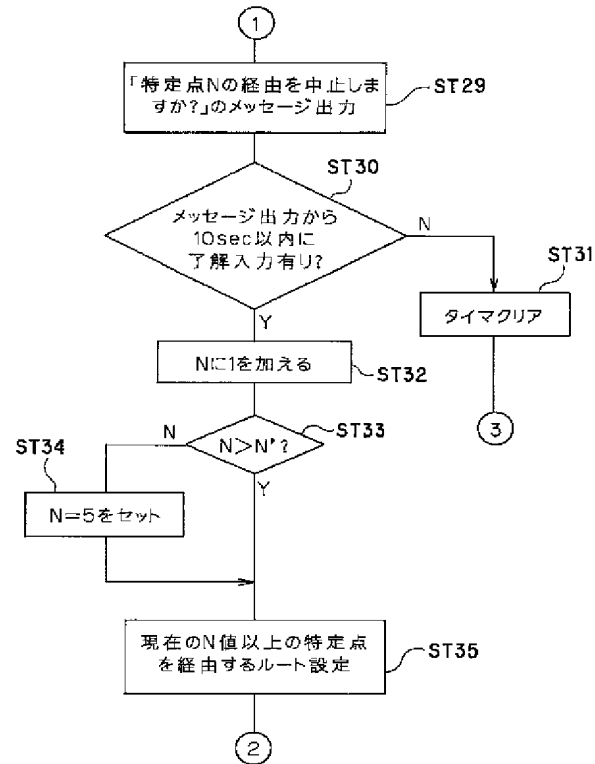 1
「特定点Nの経由を中止しま
すか?」のメッセージ出力
ST29
ST30
メッセージ出力から
10sec以内に
了解入力有り?
N
ST31
タイマクリア
Y
Nに1を加える
ST32
3
N
N>N'?
ST33
ST34
Y
N=5をセット
現在のN値以上の特定点
を経由するルート設定
ST35
2